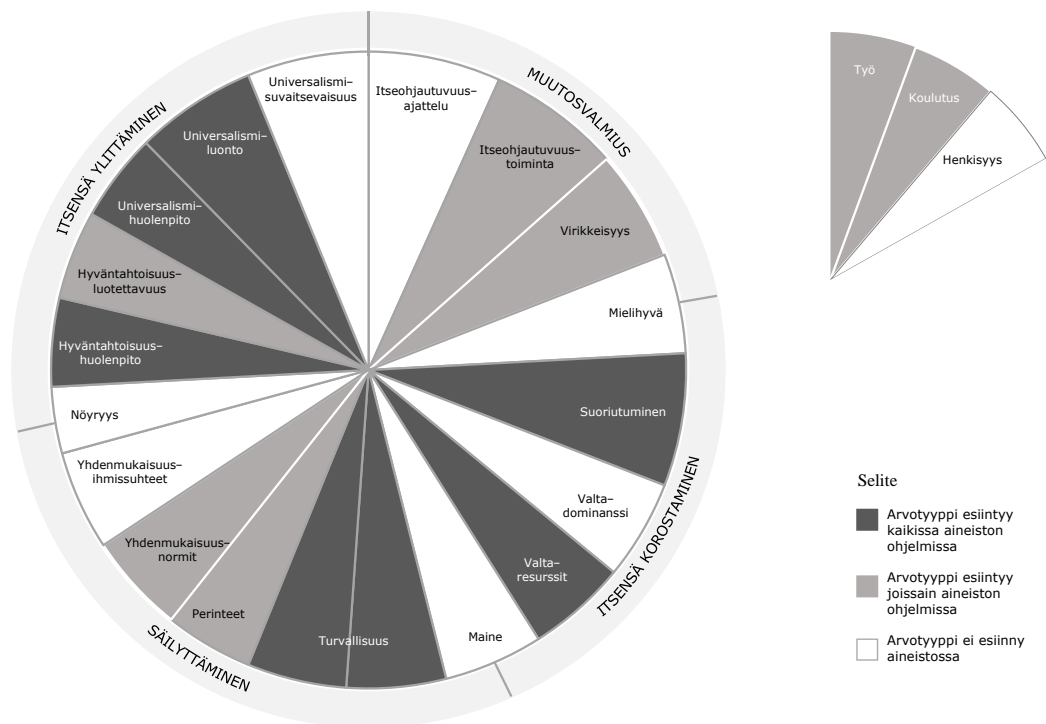 MUUTOSVALMIUS
Itseohjautuvuus-
ajattelu
Itseohjautuvuus–
toiminta
Virikkeisyys
Mielihyvä
ITSENSÄ KOROSTAMINEN
Suoriutuminen
Valta–
dominanssi
Valta–
resurssit
Maine
SÄILYTTÄMINEN
Turvallisuus
Perinteet
Yhdenmukaisuus–
normit
Yhdenmukaisuus–
ihmissuhteet
Nöyryys
ITSENSÄ YLITTÄMINEN
Hyväntahtoisuus–
huolenpito
Hyväntahtoisuus-
luotettavuus
Universalismi–
huolenpito
Universalismi–
luonto
Universalismi-
suvaitsevaisuus
Työ
Koulutus
Henkisyys
Selite
Arvotyyppi esiintyy
kaikissa aineiston
ohjelmissa
Arvotyyppi esiintyy
joissain aineiston
ohjelmissa
Arvotyyppi ei esiinny
aineistossa